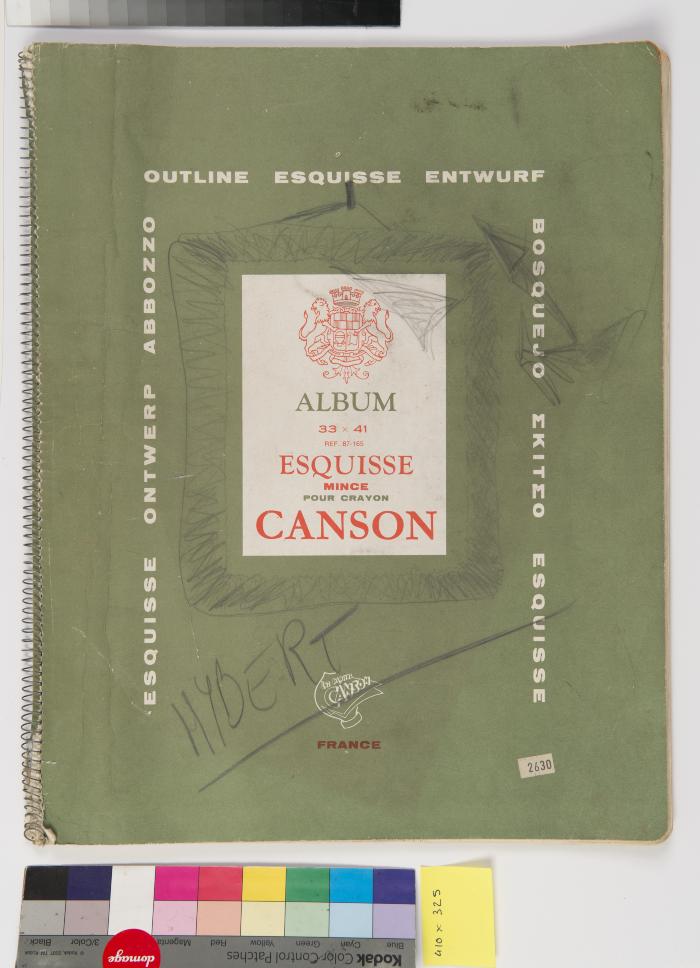 OUTLINE ESQUISSE ENTWURF
ESQUISSE ONTWERP ABBOZZO
BOSQUEJO ΣΚΙΤΣΟ ESQUISSE
ALBUM
33 × 41
REF. 87-165
ESQUISSE
MINCE
POUR CRAYON
CANSON
HYBERT
CANSON
FRANCE
2630
410 x 325
Blue Cyan Green Yellow Red Magenta White 3/Color Black
Kodak Color-Control Patches
domage